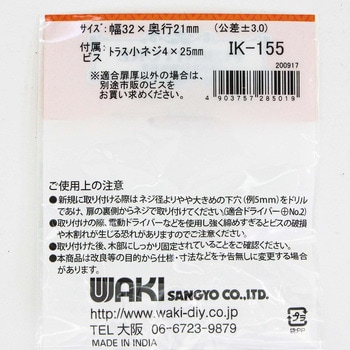 サイズ:幅32×奥行21mm (公差±3.0)
付属ビス トラス小ネジ4×25mm IK-155
200917
※適合扉厚以外の場合は、
別途市販のビスを
お買い求めください。
4903757285019
ご使用上の注意
●新規に取り付ける際はネジ径よりやや大きめの下穴(例5mm)をドリル
であけ、扉の裏側からネジで取り付けてください。(適合ドライバー⊕No.2)
●取り付けの際、電動ドライバーなどを使用し強く締めすぎるとビスの破損
や木割れが生じる恐れがありますのでご注意ください。
●取り付けた後、木部にしっかり固定されていることをご確認ください。
●本商品は改良等の目的から仕様・寸法などを予告無しに変更する場合
があります。
WAKI SANGYO CO.,LTD.
http://www.waki-diy.co.jp
TEL 大阪 06-6723-9879
MADE IN INDIA
プラ
袋:PP